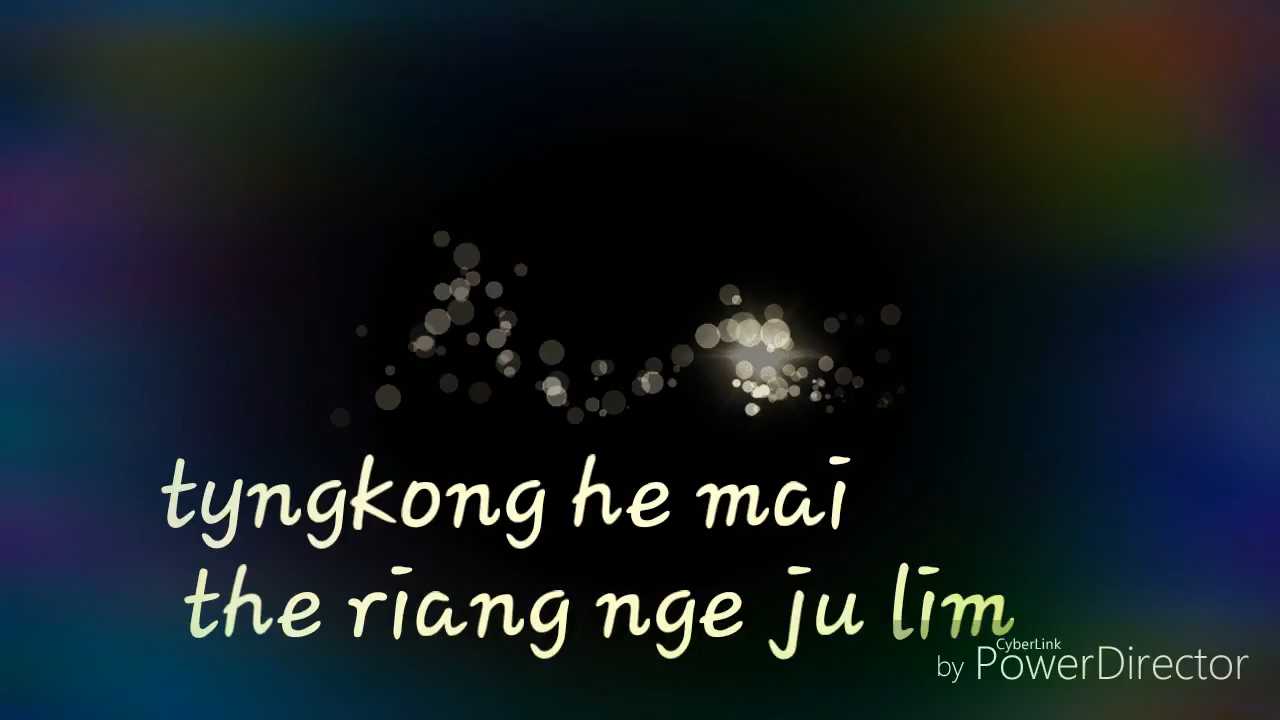 tyngkong he mai
the riang nge ju lim
CyberLink
by PowerDirector